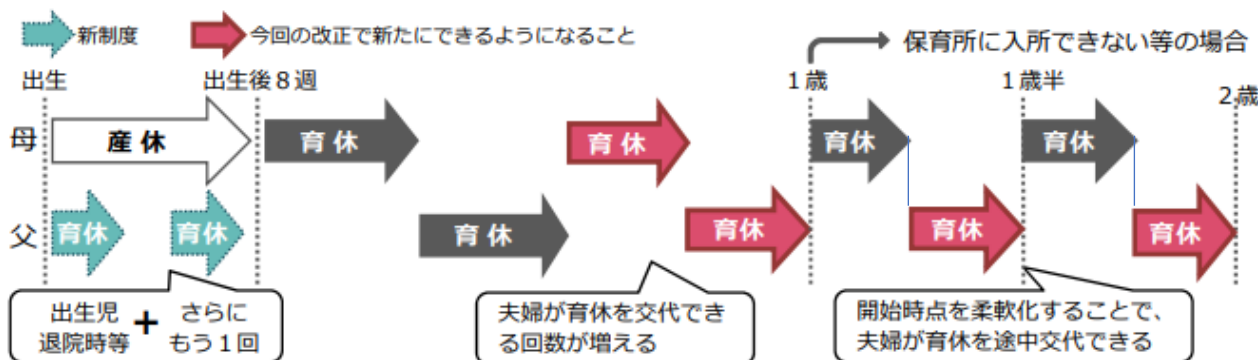 新制度
今回の改正で新たにできるようになること
保育所に入所できない等の場合
出生
出生後8週
1歳
1歳半
2歳
母
産休
育休
育休
育休
育休
父
育休
育休
育休
育休
育休
育休
出生児
退院時等
+
さらに
もう1回
夫婦が育休を交代でき
る回数が増える
開始時点を柔軟化することで、
夫婦が育休を途中交代できる